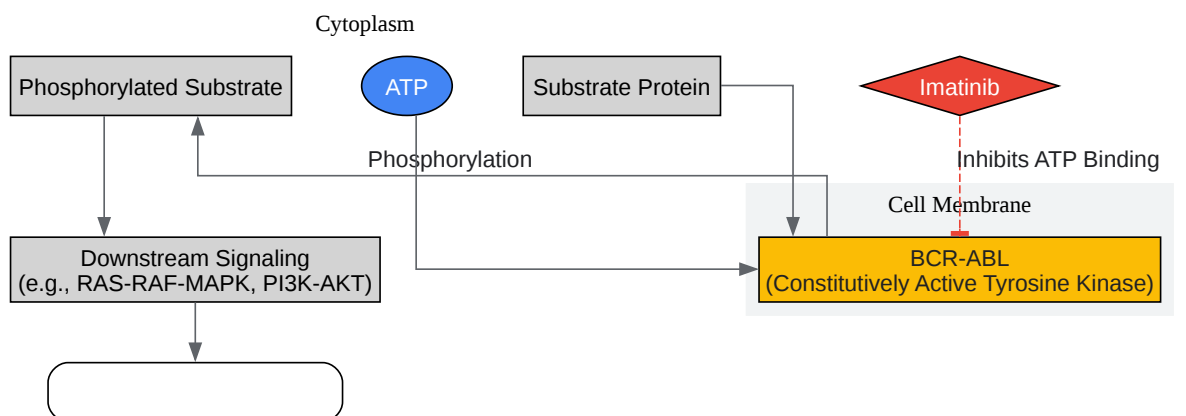 Cytoplasm
Phosphorylated Substrate
ATP
Substrate Protein
Imatinib
Phosphorylation
Inhibits ATP Binding
Cell Membrane
Downstream Signaling
(e.g., RAS-RAF-MAPK, PI3K-AKT)
BCR-ABL
(Constitutively Active Tyrosine Kinase)